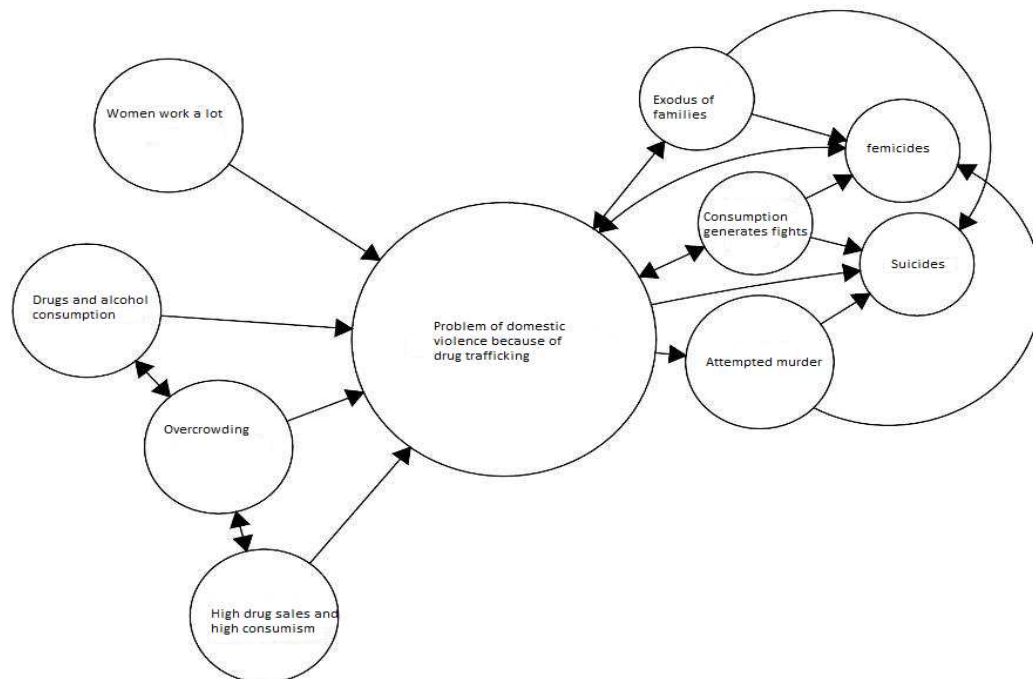 Women work a lot
Drugs and alcohol
consumption
Overcrowding
High drug sales and
high consumism
Problem of domestic
violence because of
drug trafficking
Exodus of
families
femicides
Consumption
generates fights
Suicides
Attempted murder